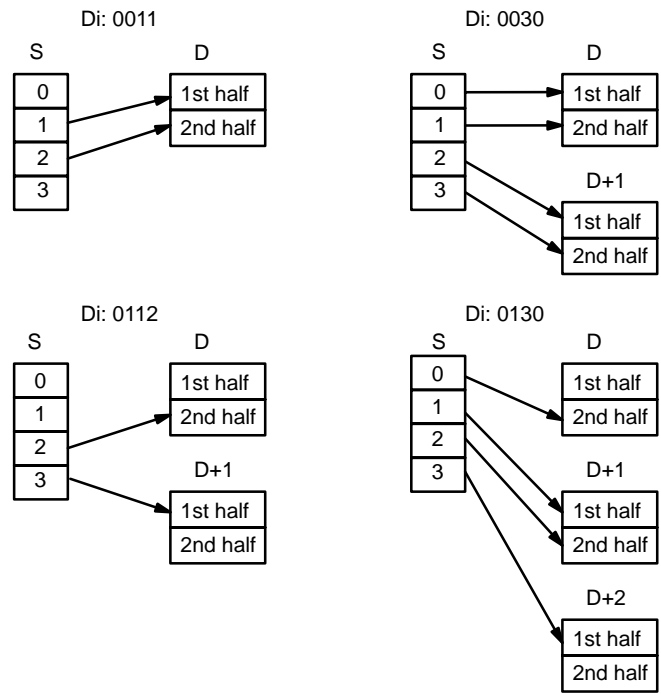 Di: 0011
S D
0
1
2
3
1st half
2nd half
Di: 0030
S D
0
1
2
3
1st half
2nd half
D+1
1st half
2nd half
Di: 0112
S D
0
1
2
3
1st half
2nd half
D+1
1st half
2nd half
Di: 0130
S D
0
1
2
3
1st half
2nd half
D+1
1st half
2nd half
D+2
1st half
2nd half